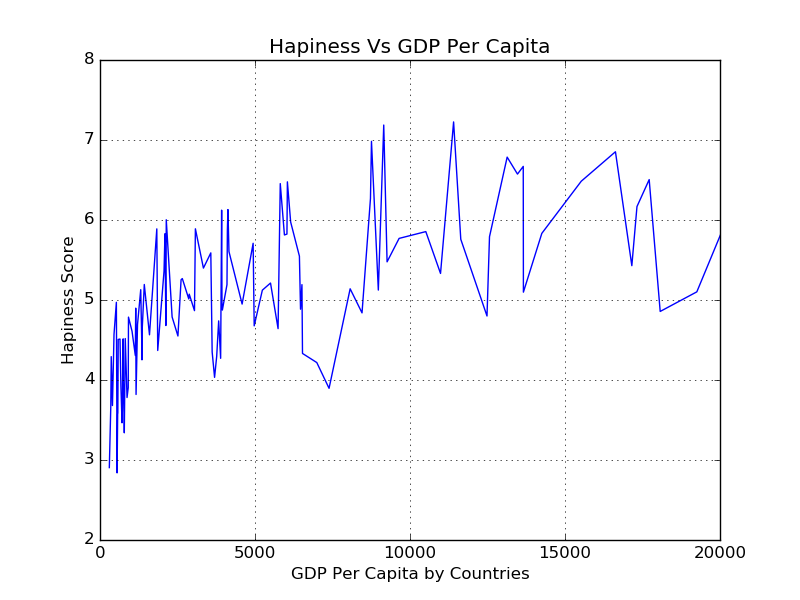 Hapiness Vs GDP Per Capita
8
7
6
5
4
3
2
Hapiness Score
0 5000 10000 15000 20000
GDP Per Capita by Countries